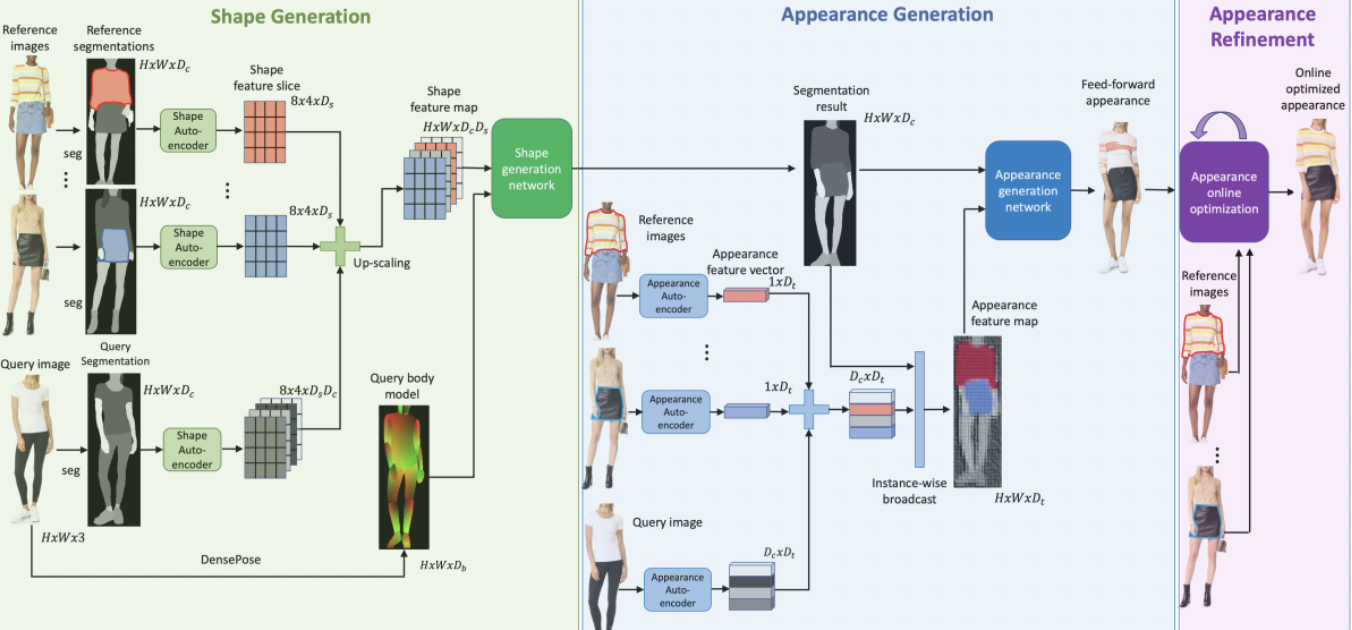 Shape Generation
Reference
images
Reference
segmentations
HxWxD_c
seg
Shape
Auto-
encoder
Shape
feature slice
8x4xD_s
HxWxD_c
seg
Shape
Auto-
encoder
8x4xD_s
Up-scaling
Shape
feature map
HxWxD_cD_s
Shape
generation
network
Query image
HxWx3
seg
Query
Segmentation
HxWxD_c
Shape
Auto-
encoder
8x4xD_sD_c
Query body
model
HxWxD_b
DensePose
Appearance Generation
Segmentation
result
HxWxD_c
Reference
images
Appearance
Auto-
encoder
Appearance
feature vector
1xD_t
Appearance
Auto-
encoder
1xD_t
Query image
Appearance
Auto-
encoder
D_cxD_t
D_cxD_t
Instance-wise
broadcast
Appearance
feature map
HxWxD_t
Appearance
generation
network
Feed-forward
appearance
Appearance
Refinement
Appearance
online
optimization
Online
optimized
appearance
Reference
images